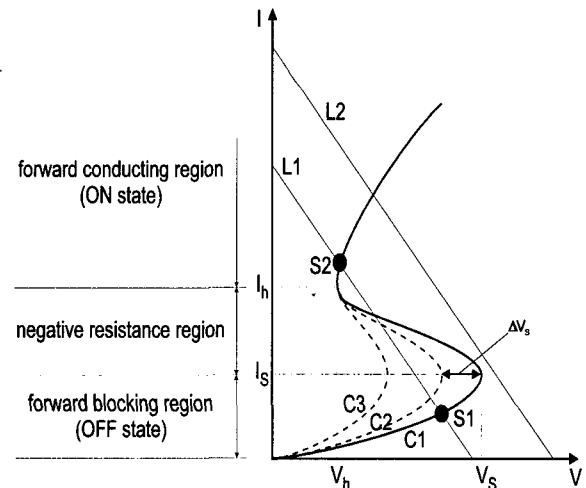 I
L2
forward conducting region
(ON state)
L1
S2
I_h
negative resistance region
ΔV_s
I_S
forward blocking region
(OFF state)
C3
C2
C1
S1
V_h
V_S
V